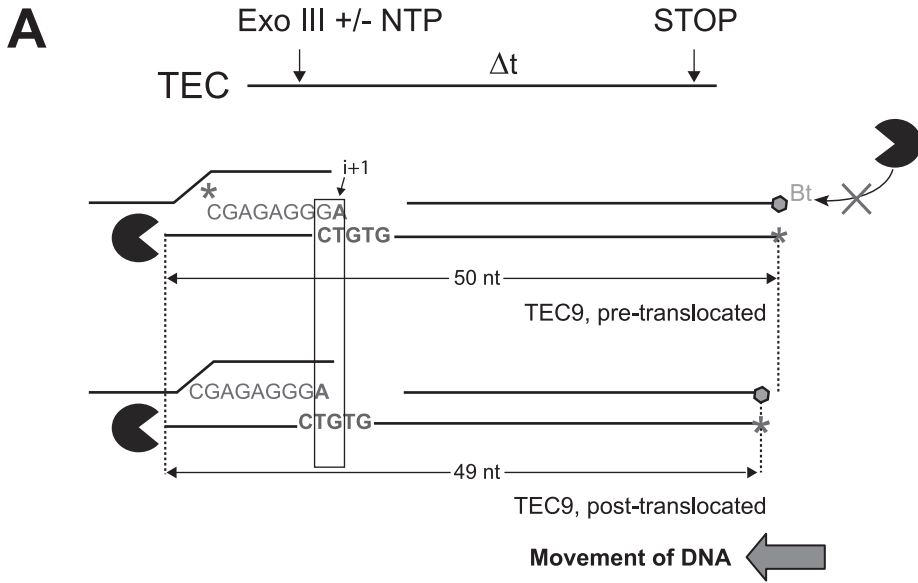 A
Exo III +/- NTP
STOP
TEC
Δt
i+1
Bt
*
CGAGAGGGA
CTGTG
*
50 nt
TEC9, pre-translocated
CGAGAGGGA
CTGTG
*
49 nt
TEC9, post-translocated
Movement of DNA